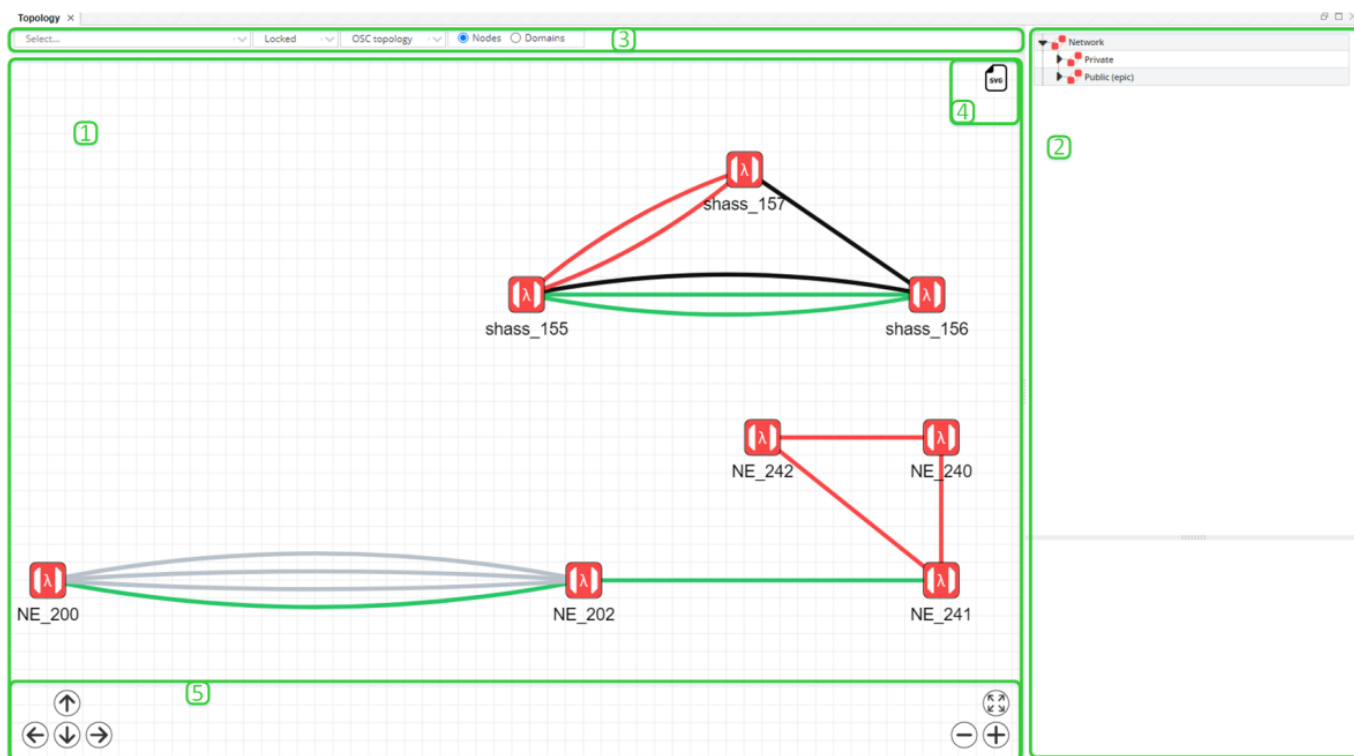 Topology ×
Select... Locked OSC topology Nodes Domains 3
Network
Private
Public (epic)
SVG
4
1
2
λ
shass_157
λ λ
shass_155 shass_156
λ λ
NE_242 NE_240
λ λ λ
NE_200 NE_202 NE_241
5